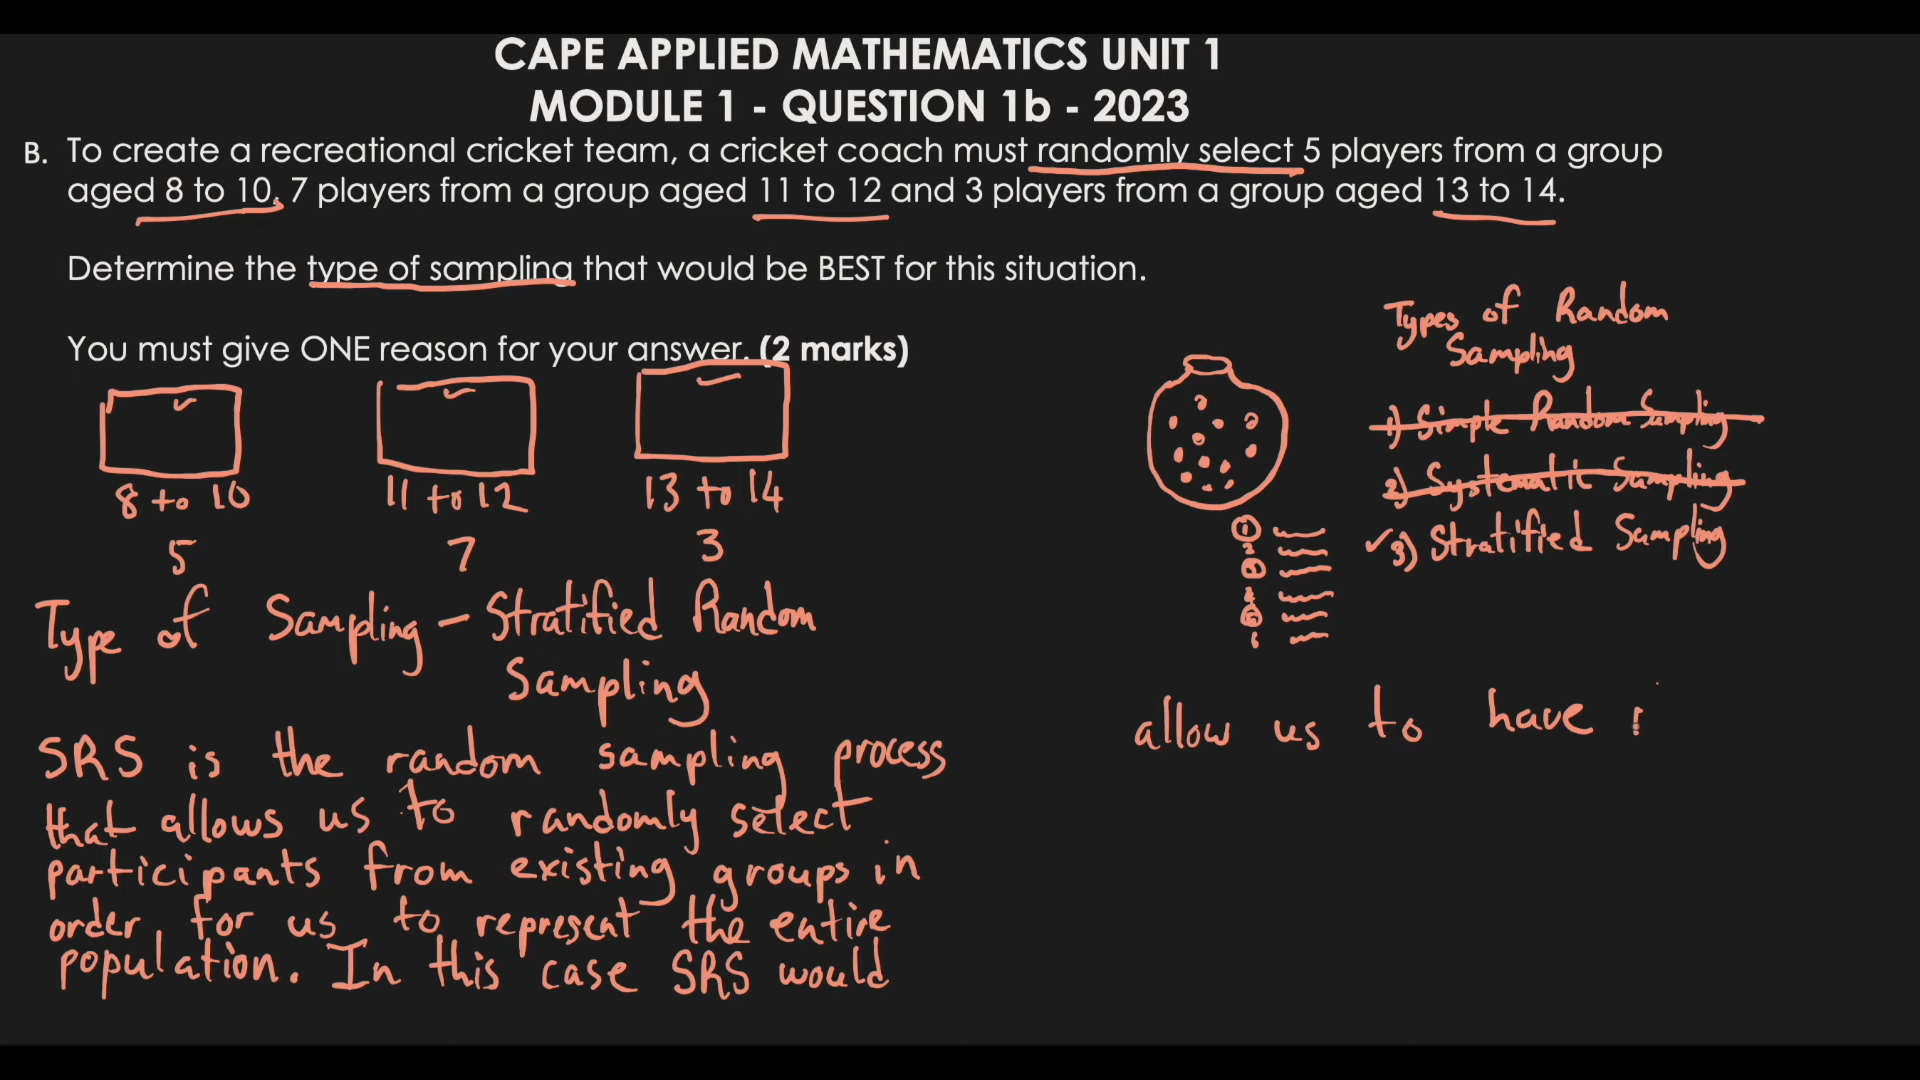 CAPE APPLIED MATHEMATICS UNIT 1
MODULE 1 - QUESTION 1b - 2023
B. To create a recreational cricket team, a cricket coach must randomly select 5 players from a group
aged 8 to 10, 7 players from a group aged 11 to 12 and 3 players from a group aged 13 to 14.
Determine the type of sampling that would be BEST for this situation.
You must give ONE reason for your answer. (2 marks)
8 to 10
11 to 12
13 to 14
5
7
3
Types of Random
Sampling
1) Simple Random Sampling
2) Systematic Sampling
3) Stratified Sampling
Type of Sampling - Stratified Random
Sampling
SRS is the random sampling process
that allows us to randomly select
participants from existing groups in
order for us to represent the entire
population. In this case SRS would
allow us to have